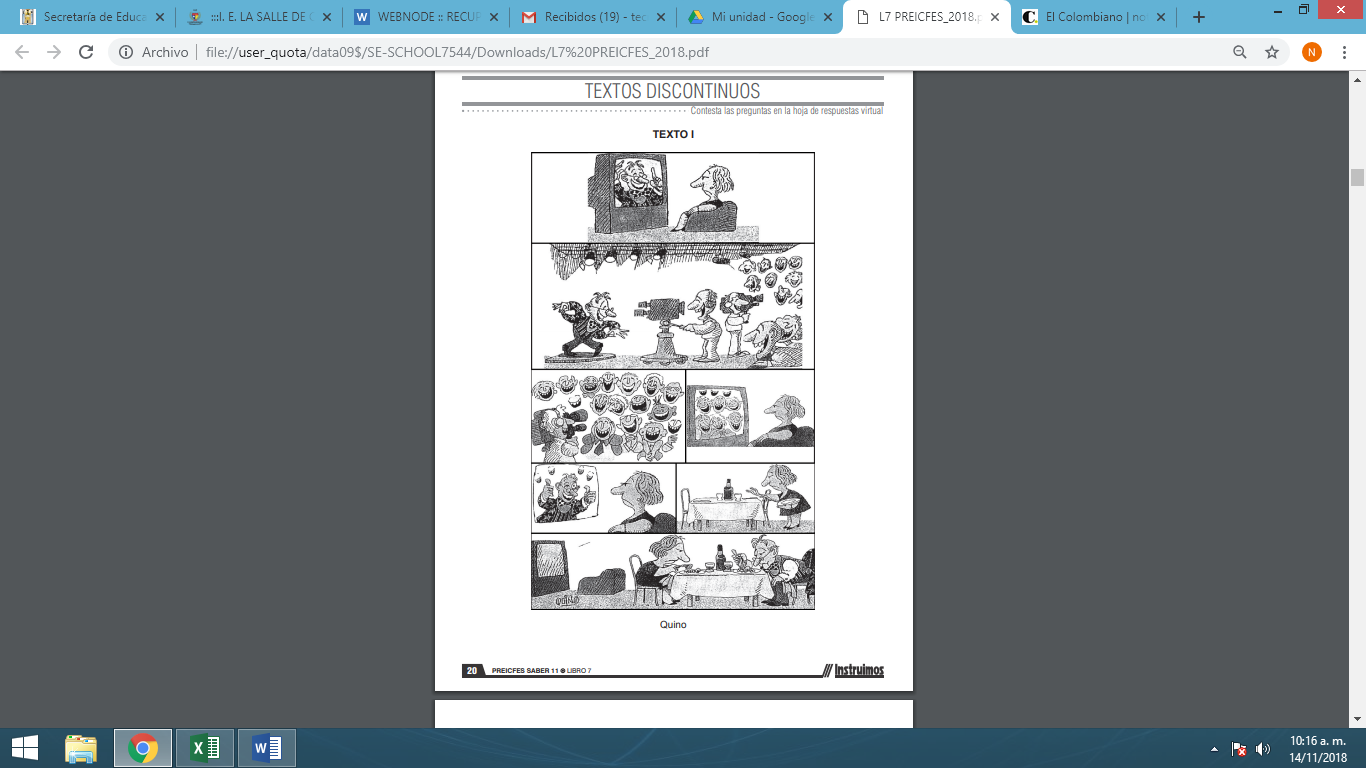 Secretaría de Educa
:::I. E. LA SALLE DE C
WEBNODE :: RECUP
Recibidos (19) - tec
Mi unidad - Google
L7 PREICFES_2018.p
El Colombiano | no
Archivo
file://user_quota/data09$/SE-SCHOOL7544/Downloads/L7%20PREICFES_2018.pdf
N
TEXTOS DISCONTINUOS
Contesta las preguntas en la hoja de respuestas virtual
TEXTO I
QUINO
Quino
20 PREICFES SABER 11 LIBRO 7
Instruimos
10:16 a. m.
14/11/2018